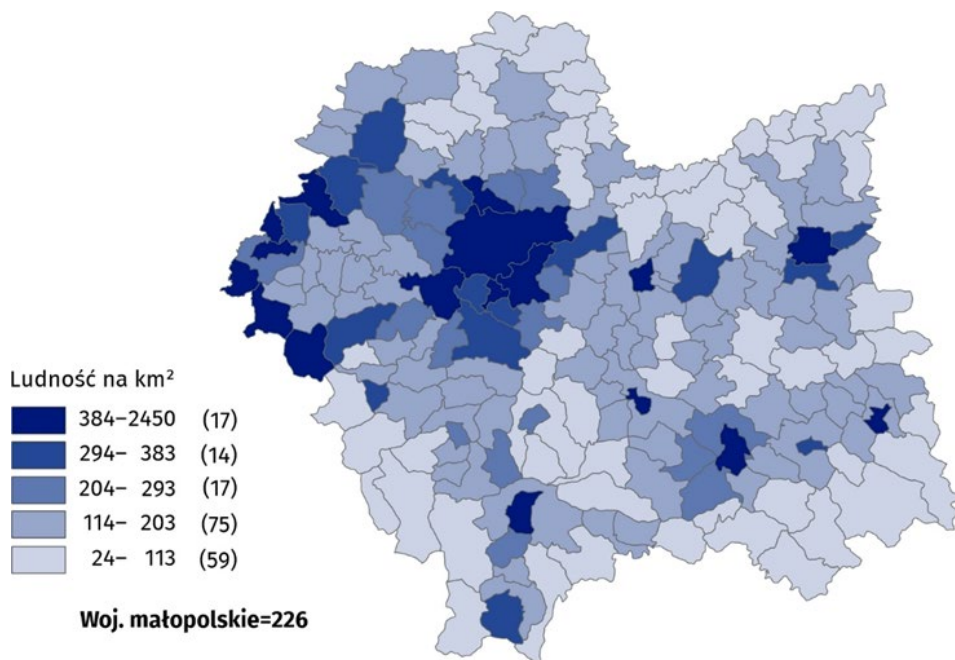 Ludność na km²
384–2450 (17)
294– 383 (14)
204– 293 (17)
114– 203 (75)
24– 113 (59)
Woj. małopolskie=226